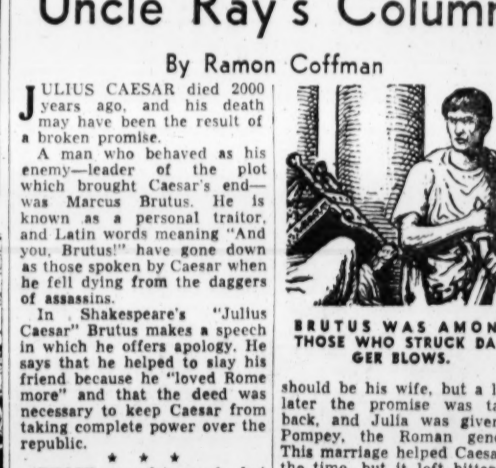 Uncle Ray's Column
By Ramon Coffman
JULIUS CAESAR died 2000
years ago, and his death
may have been the result of
a broken promise.
A man who behaved as his
enemy—leader of the plot
which brought Caesar's end—
was Marcus Brutus. He is
known as a personal traitor,
and Latin words meaning "And
you, Brutus!" have gone down
as those spoken by Caesar when
he fell dying from the daggers
of assassins.
In Shakespeare's "Julius
Caesar" Brutus makes a speech
in which he offers apology. He
says that he helped to slay his
friend because he "loved Rome
more" and that the deed was
necessary to keep Caesar from
taking complete power over the
republic.
* * *
BRUTUS WAS AMON
THOSE WHO STRUCK DA
GER BLOWS.
should be his wife, but a l
later the promise was ta
back, and Julia was given
Pompey, the Roman gene
This marriage helped Caesa
the time, but it left bitter